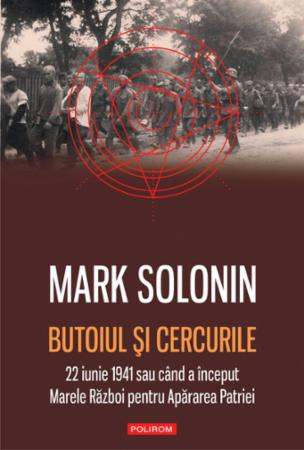 MARK SOLONIN
BUTOIUL ŞI CERCURILE
22 iunie 1941 sau când a început
Marele Război pentru Apărarea Patriei
POLIROM